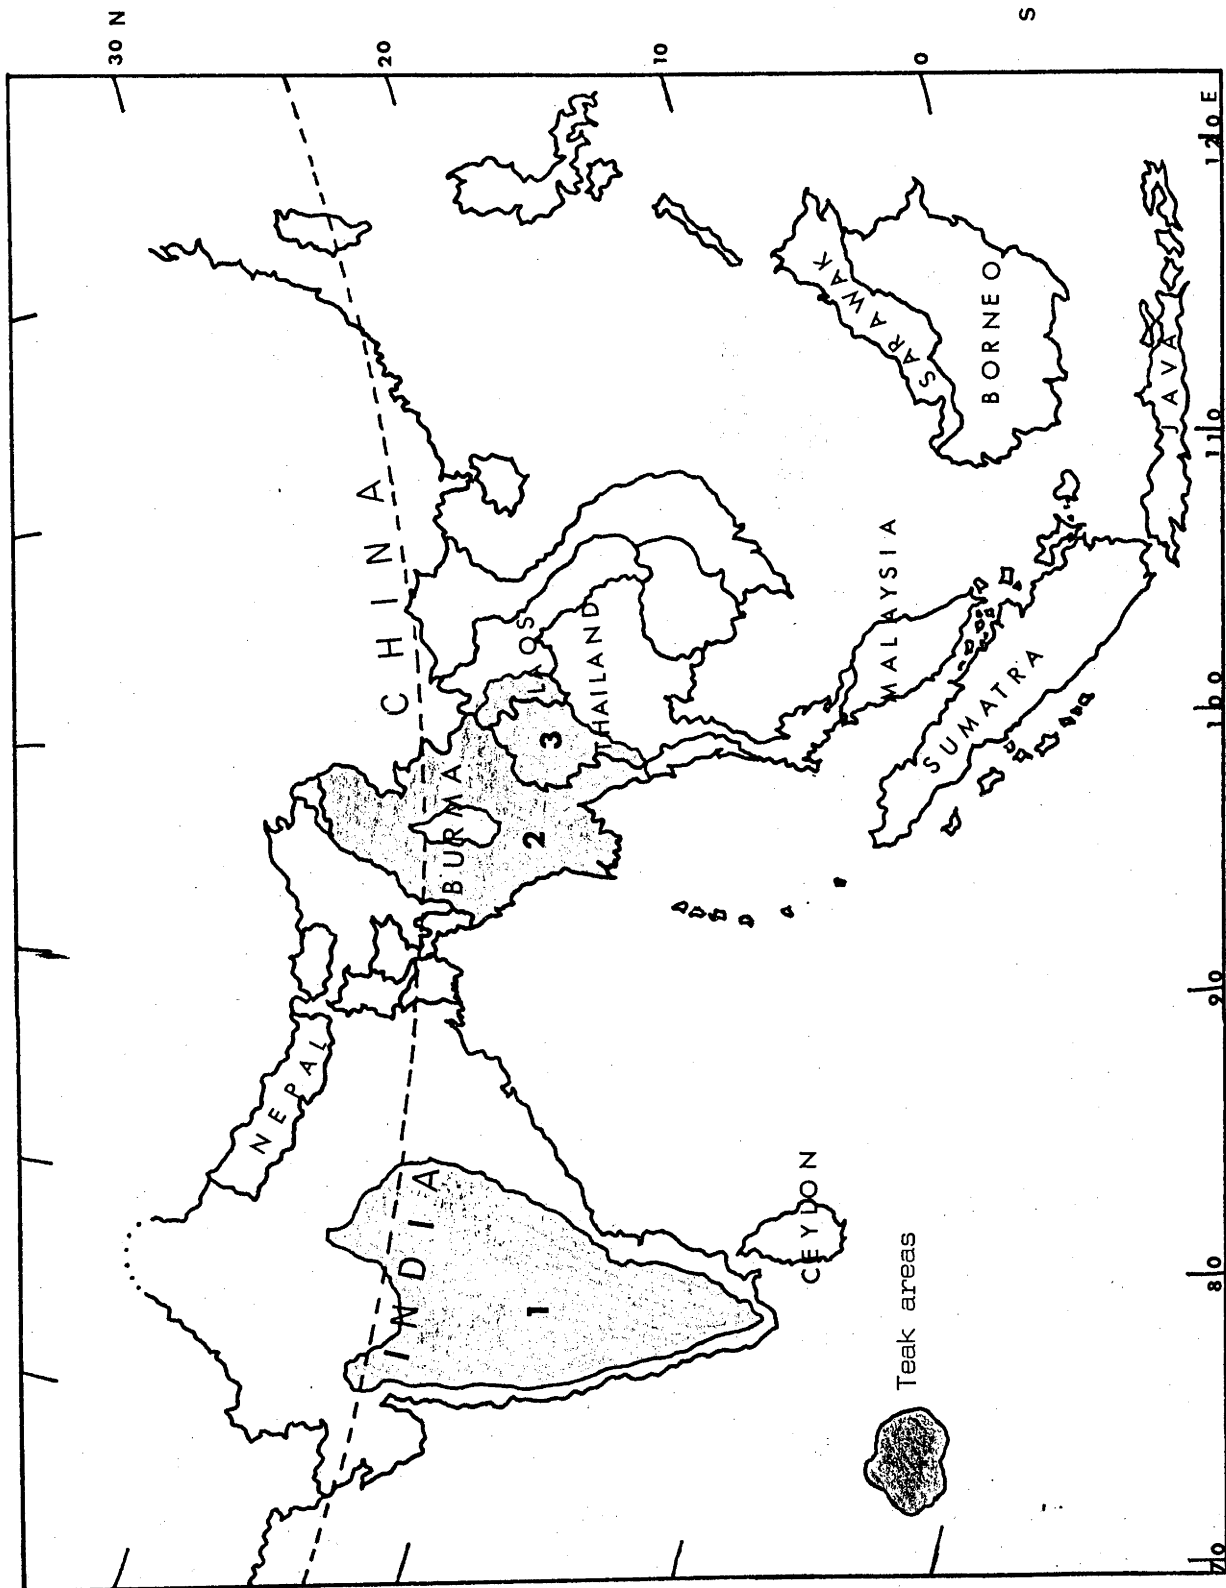 30 N
20
10
0
S
CHINA
NEPAL
INDIA
BURMA
LAOS
THAILAND
1
2
3
MALAYSIA
SARAWAK
BORNEO
SUMATRA
JAVA
CEYLON
Teak areas
70
80
90
100
110
120 E